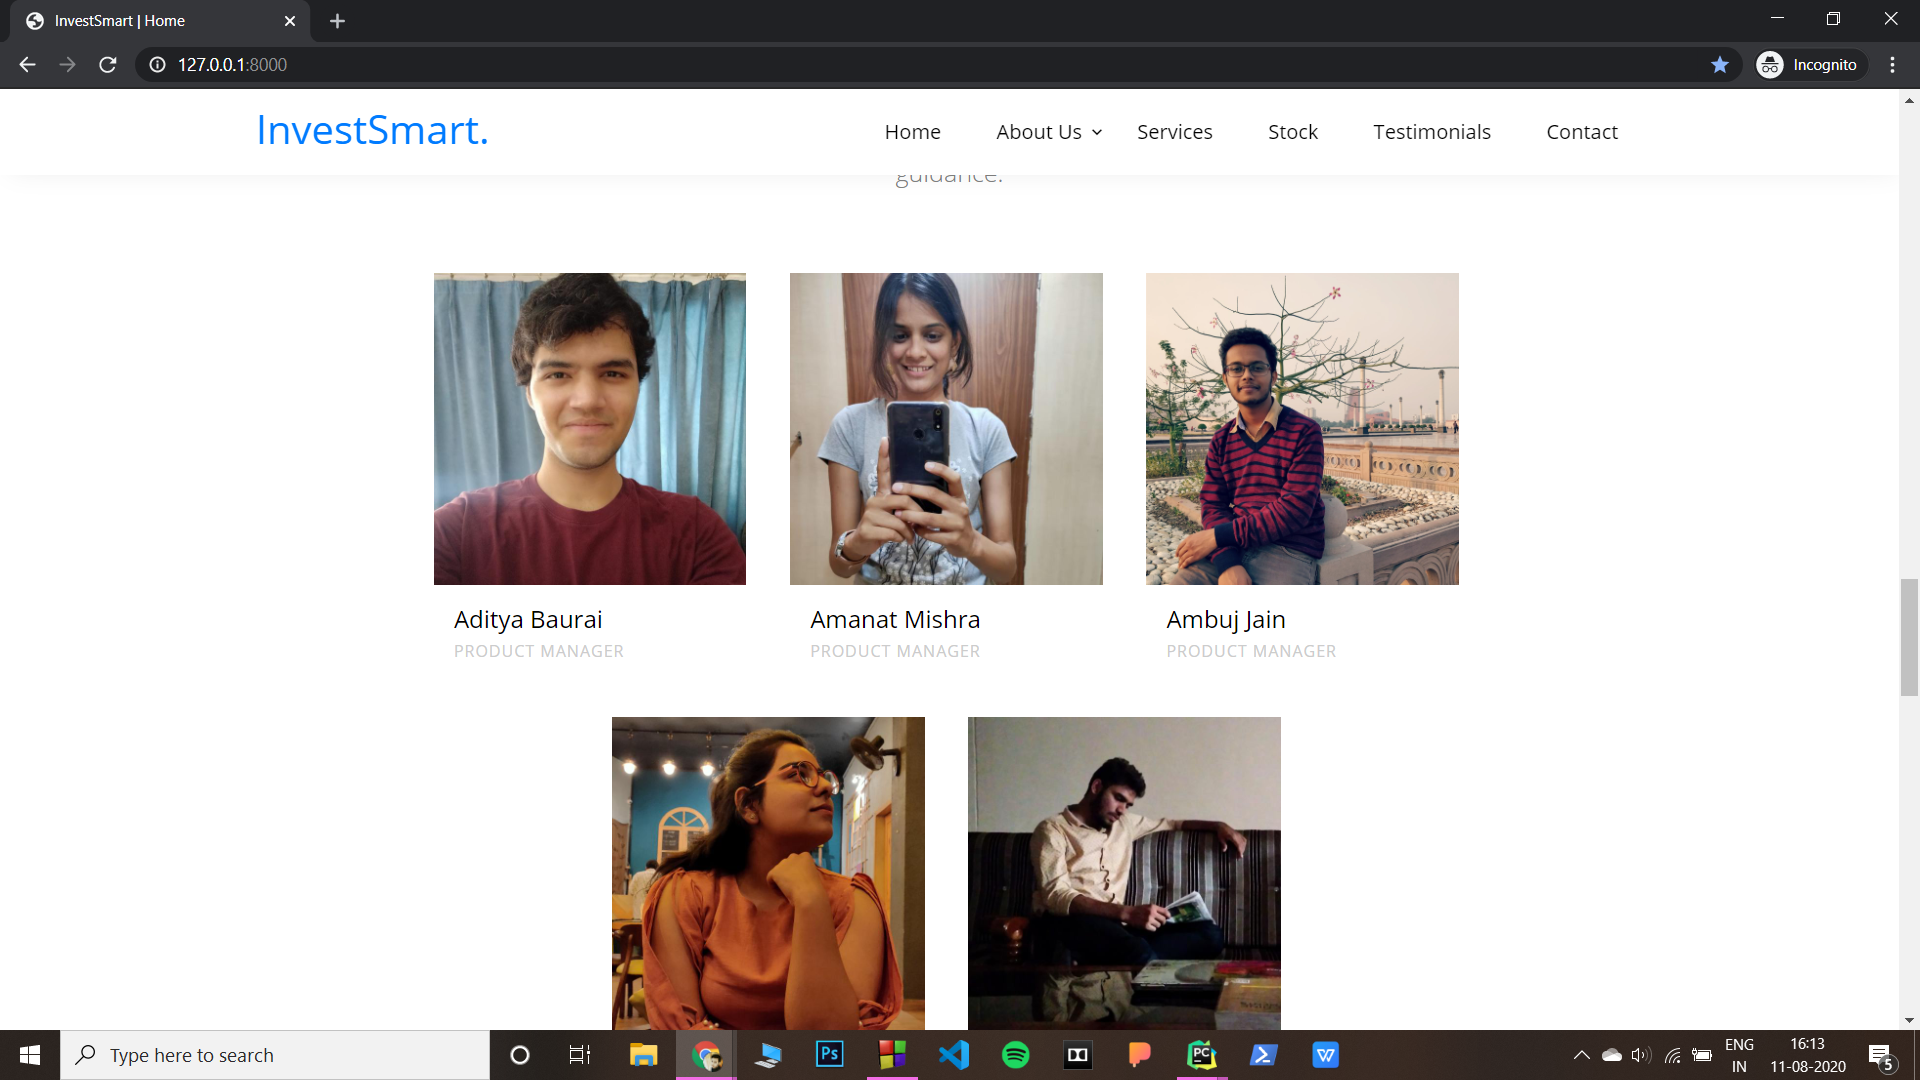 InvestSmart | Home
127.0.0.1:8000
Incognito
InvestSmart.
Home
About Us
Services
Stock
Testimonials
Contact
guidance.
Aditya Baurai
PRODUCT MANAGER
Amanat Mishra
PRODUCT MANAGER
Ambuj Jain
PRODUCT MANAGER
Type here to search
Ps
PC
W
ENG
IN
16:13
11-08-2020
5